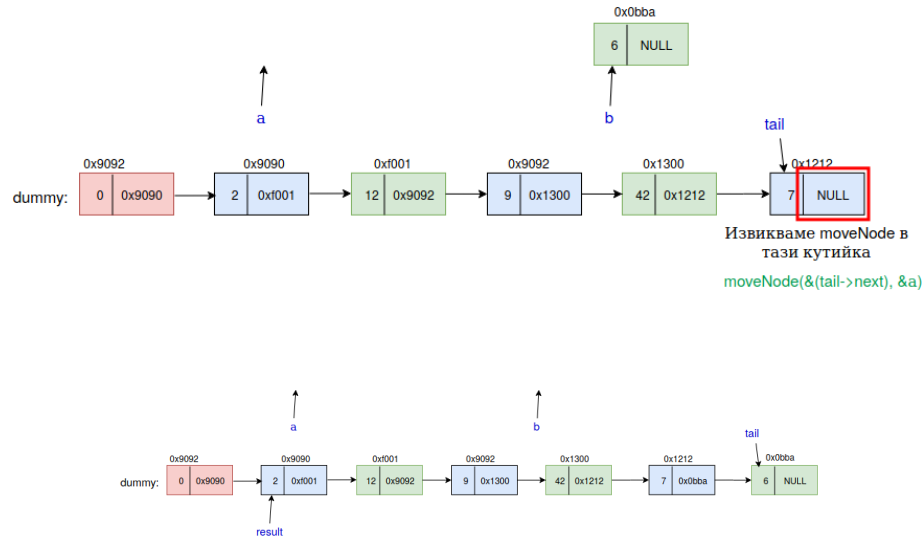 0x0bba
6 NULL
a
b
tail
0x9092 0x9090 0xf001 0x9092 0x1300 0x1212
dummy: 0 0x9090 2 0xf001 12 0x9092 9 0x1300 42 0x1212 7 NULL
Извикваме moveNode в
тази кутийка
moveNode(&(tail->next), &a)
a
b
tail
0x9092 0x9090 0xf001 0x9092 0x1300 0x1212 0x0bba
dummy: 0 0x9090 2 0xf001 12 0x9092 9 0x1300 42 0x1212 7 0x0bba 6 NULL
result